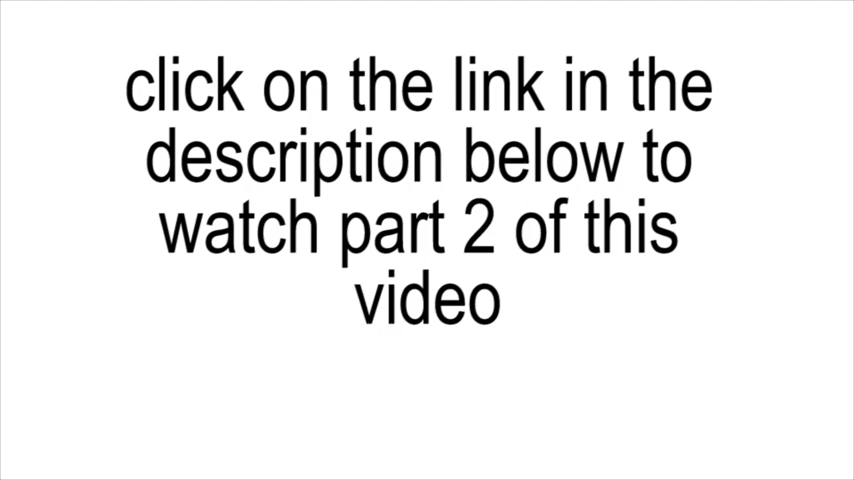 click on the link in the
description below to
watch part 2 of this
video